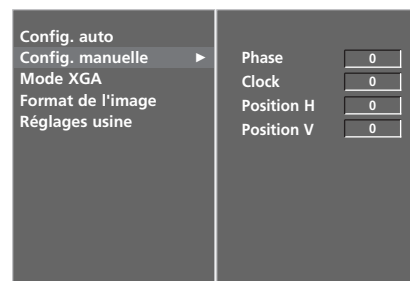 Config. auto
Config. manuelle ►
Mode XGA
Format de l'image
Réglages usine
Phase 0
Clock 0
Position H 0
Position V 0